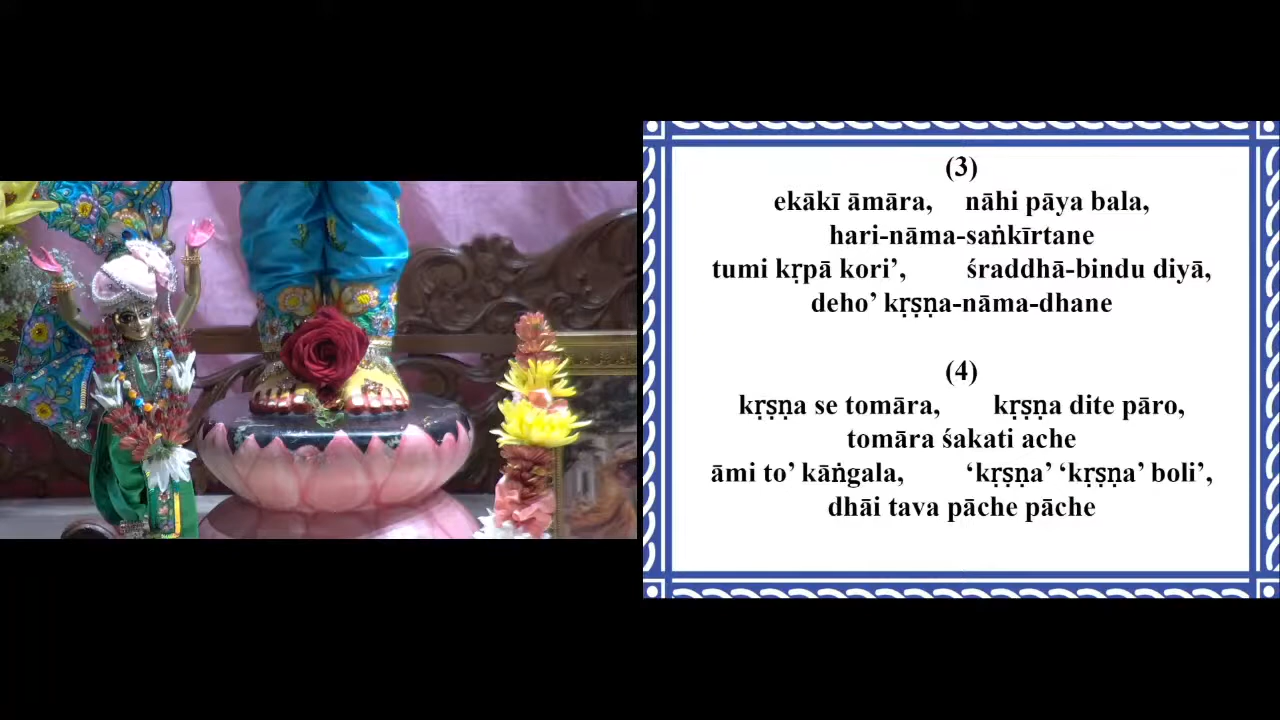 (3)
ekākī āmāra, nāhi pāya bala,
hari-nāma-saṅkīrtane
tumi kṛpā kori’, śraddhā-bindu diyā,
deho’ kṛṣṇa-nāma-dhane
(4)
kṛṣṇa se tomāra, kṛṣṇa dite pāro,
tomāra śakati ache
āmi to’ kāṅgala, ‘kṛṣṇa’ ‘kṛṣṇa’ boli’,
dhāi tava pāche pāche